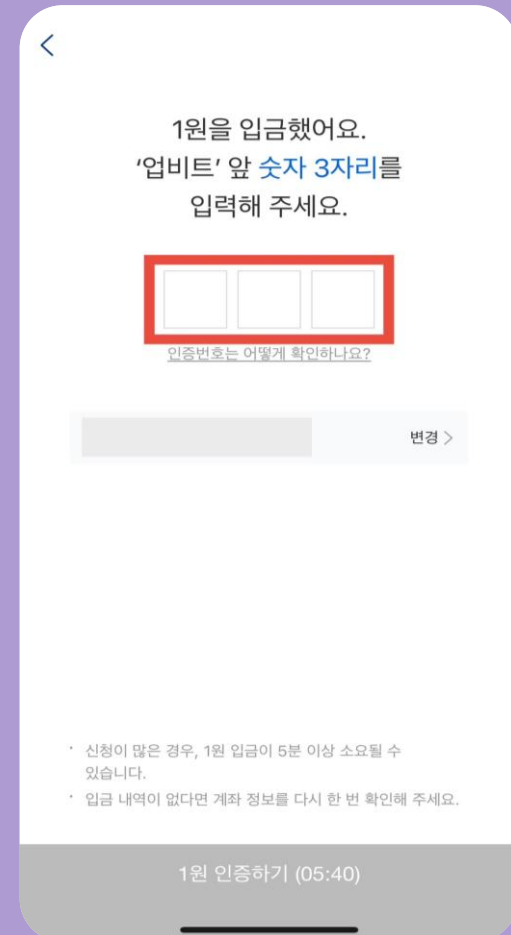 1원을 입금했어요.
‘업비트’ 앞 숫자 3자리를
입력해 주세요.
인증번호는 어떻게 확인하나요?
변경 >
· 신청이 많은 경우, 1원 입금이 5분 이상 소요될 수
있습니다.
· 입금 내역이 없다면 계좌 정보를 다시 한 번 확인해 주세요.
1원 인증하기 (05:40)